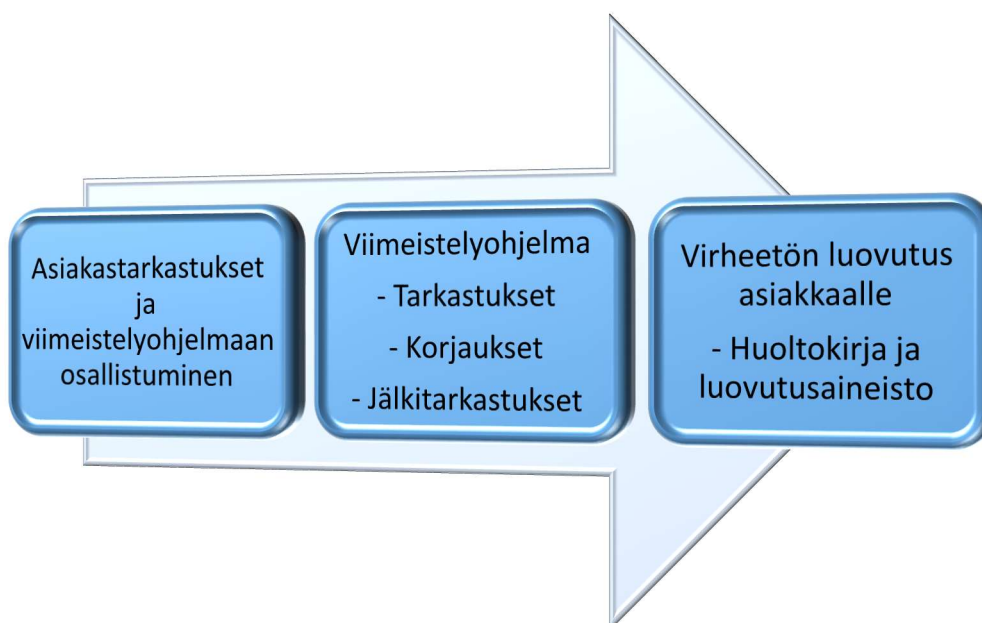 Asiakastarkastukset
ja
viimeistelyohjelmaan
osallistuminen
Viimeistelyohjelma
- Tarkastukset
- Korjaukset
- Jälkitarkastukset
Virheetön luovutus
asiakkaalle
- Huoltokirja ja
luovutusaineisto